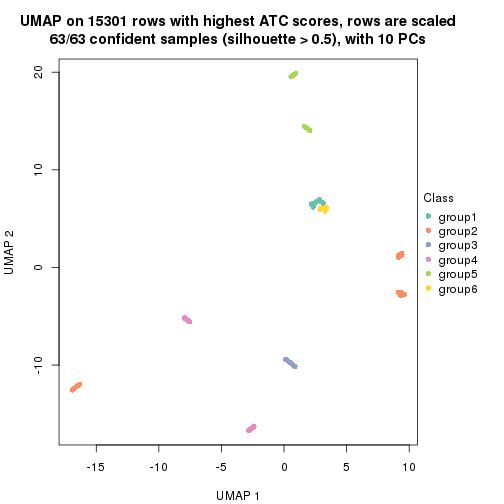 UMAP on 15301 rows with highest ATC scores, rows are scaled
63/63 confident samples (silhouette > 0.5), with 10 PCs
20
10
0
-10
UMAP 2
-15
-10
-5
0
5
10
UMAP 1
Class
group1
group2
group3
group4
group5
group6